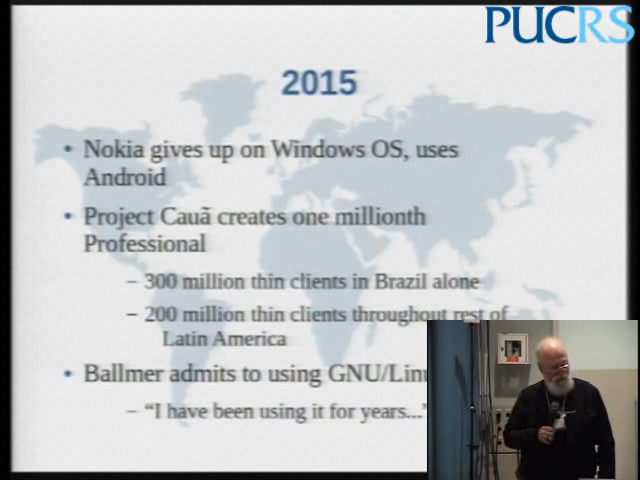 PUCRS
2015
• Nokia gives up on Windows OS, uses
Android
• Project Cauã creates one millionth
Professional
– 300 million thin clients in Brazil alone
– 200 million thin clients throughout rest of
Latin America
• Ballmer admits to using GNU/Linu
– “I have been using it for years...”